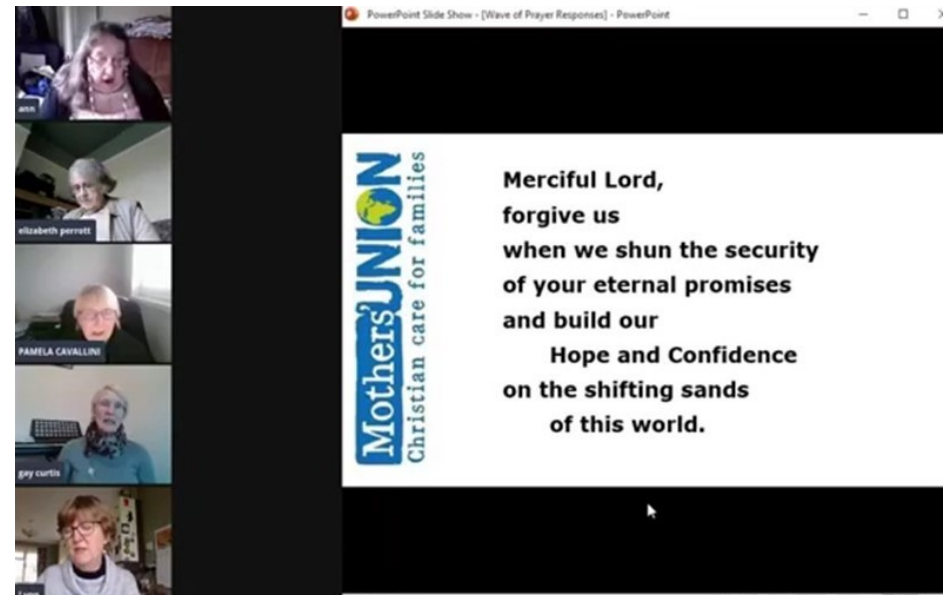 PowerPoint Slide Show - [Wave of Prayer Responses] - PowerPoint
ann
elizabeth perrott
PAMELA CAVALLINI
gay curtis
Mothers' UNION
Christian care for families
Merciful Lord,
forgive us
when we shun the security
of your eternal promises
and build our
Hope and Confidence
on the shifting sands
of this world.